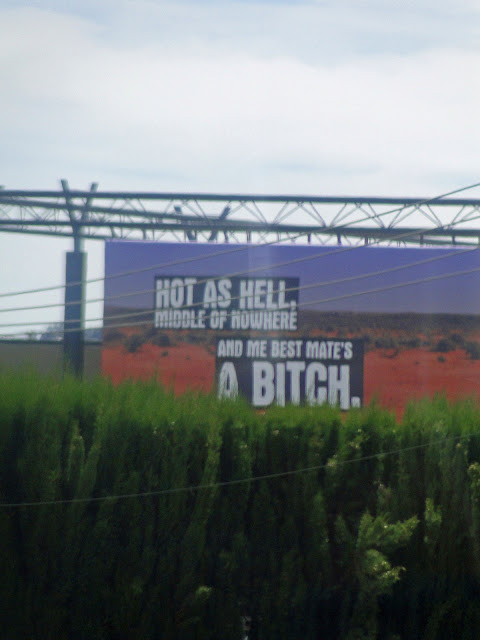 HOT AS HELL.
MIDDLE OF NOWHERE
AND ME BEST MATE'S
A BITCH.